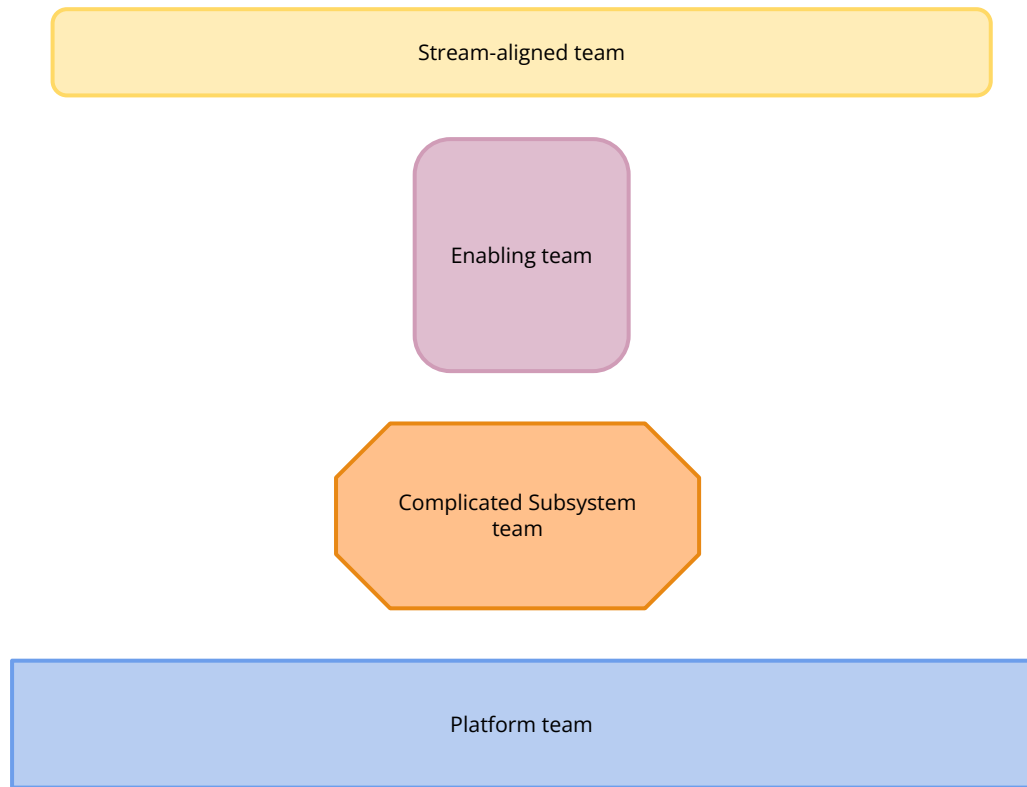 Stream-aligned team
Enabling team
Complicated Subsystem
team
Platform team